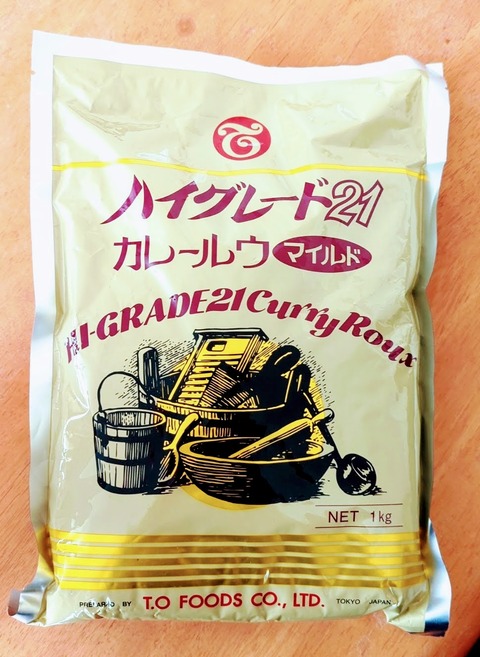 ハイグレード21
カレールウ マイルド
HI-GRADE21 Curry Roux
NET 1kg
PREPARED BY T.O FOODS CO., LTD. TOKYO JAPAN